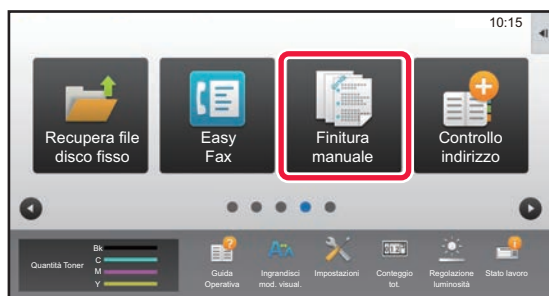 10:15
Recupera file
disco fisso
Easy
Fax
Finitura
manuale
Controllo
indirizzo
Quantità Toner
Bk
C
M
Y
Guida
Operativa
Ingrandisci
mod. visual.
Impostazioni
Conteggio
tot.
Regolazione
luminosità
Stato lavoro